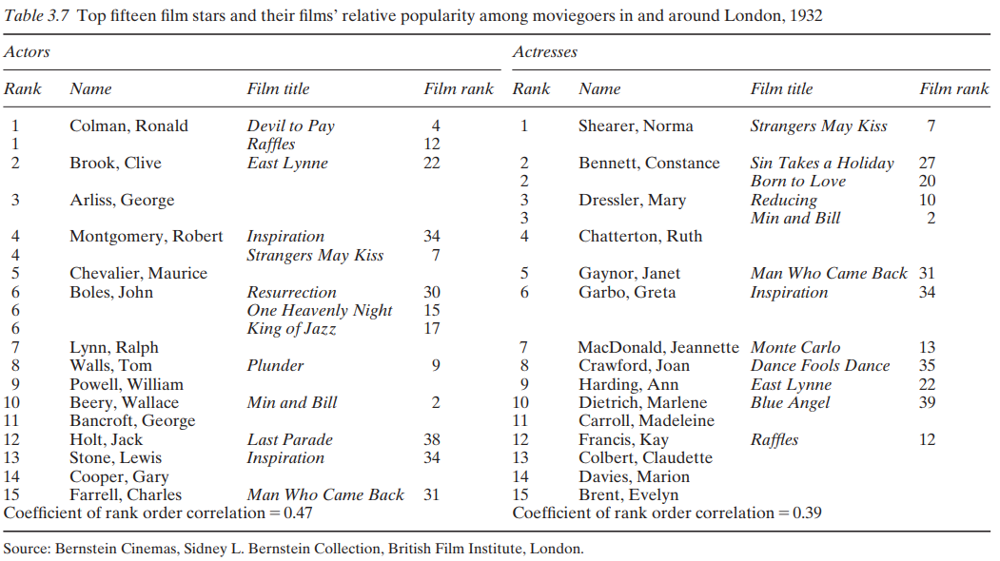 Table 3.7 Top fifteen film stars and their films’ relative popularity among moviegoers in and around London, 1932
Actors Actresses
Rank Name Film title Film rank Rank Name Film title Film rank
1 Colman, Ronald Devil to Pay 4 1 Shearer, Norma Strangers May Kiss 7
1 Raffles 12
2 Brook, Clive East Lynne 22 2 Bennett, Constance Sin Takes a Holiday 27
2 Born to Love 20
3 Arliss, George 3 Dressler, Mary Reducing 10
3 Min and Bill 2
4 Montgomery, Robert Inspiration 34 4 Chatterton, Ruth
4 Strangers May Kiss 7
5 Chevalier, Maurice 5 Gaynor, Janet Man Who Came Back 31
6 Boles, John Resurrection 30 6 Garbo, Greta Inspiration 34
6 One Heavenly Night 15
6 King of Jazz 17
7 Lynn, Ralph 7 MacDonald, Jeannette Monte Carlo 13
8 Walls, Tom Plunder 9 8 Crawford, Joan Dance Fools Dance 35
9 Powell, William 9 Harding, Ann East Lynne 22
10 Beery, Wallace Min and Bill 2 10 Dietrich, Marlene Blue Angel 39
11 Bancroft, George 11 Carroll, Madeleine
12 Holt, Jack Last Parade 38 12 Francis, Kay Raffles 12
13 Stone, Lewis Inspiration 34 13 Colbert, Claudette
14 Cooper, Gary 14 Davies, Marion
15 Farrell, Charles Man Who Came Back 31 15 Brent, Evelyn
Coefficient of rank order correlation = 0.47 Coefficient of rank order correlation = 0.39
Source: Bernstein Cinemas, Sidney L. Bernstein Collection, British Film Institute, London.